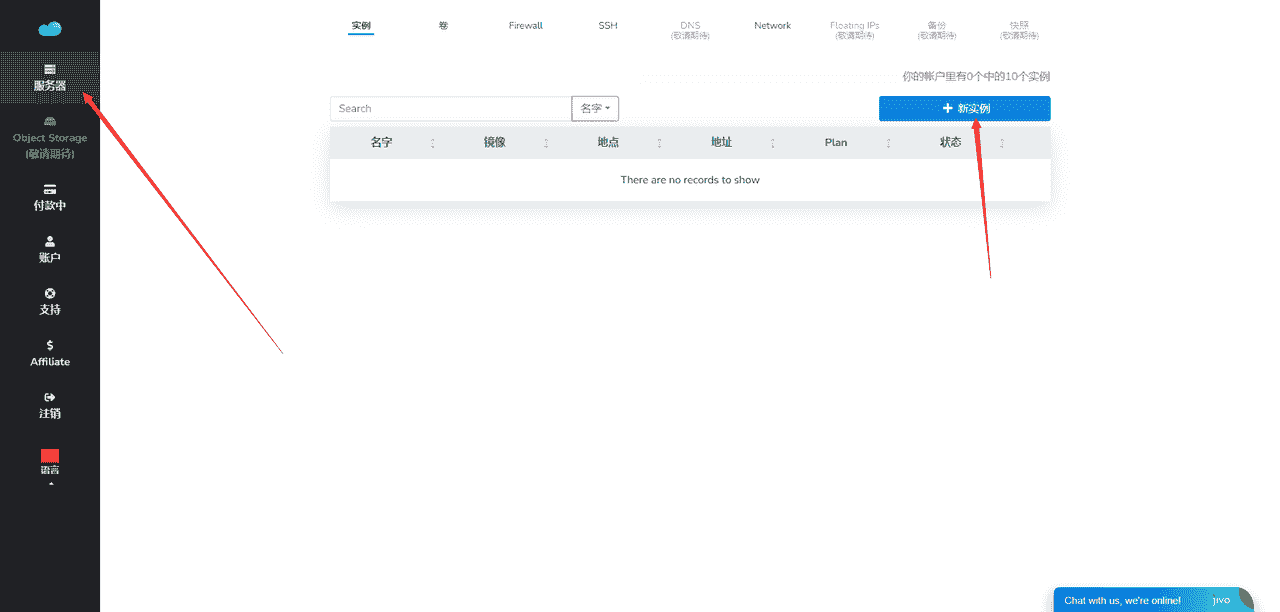 服务器
Object Storage
(敬请期待)
付款中
账户
支持
$
Affiliate
注销
语言
实例
卷
Firewall
SSH
DNS
(敬请期待)
Network
Floating IPs
(敬请期待)
备份
(敬请期待)
快照
(敬请期待)
你的帐户里有0个中的10个实例
Search
名字
+ 新实例
名字 镜像 地点 地址 Plan 状态
There are no records to show
Chat with us, we're online! jivo